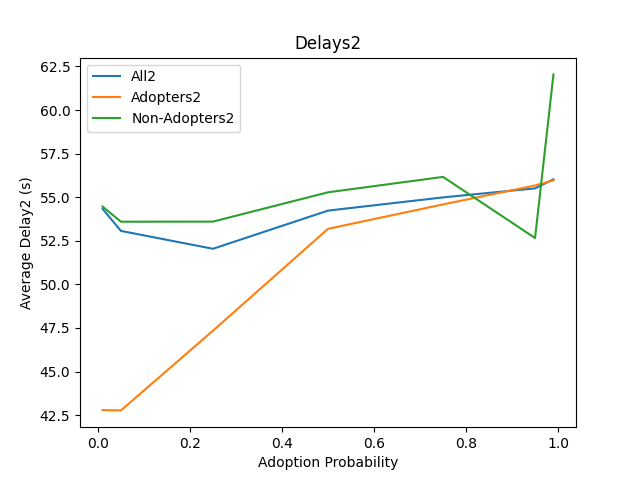 Delays2
All2
Adopters2
Non-Adopters2
Average Delay2 (s)
62.5
60.0
57.5
55.0
52.5
50.0
47.5
45.0
42.5
0.0 0.2 0.4 0.6 0.8 1.0
Adoption Probability